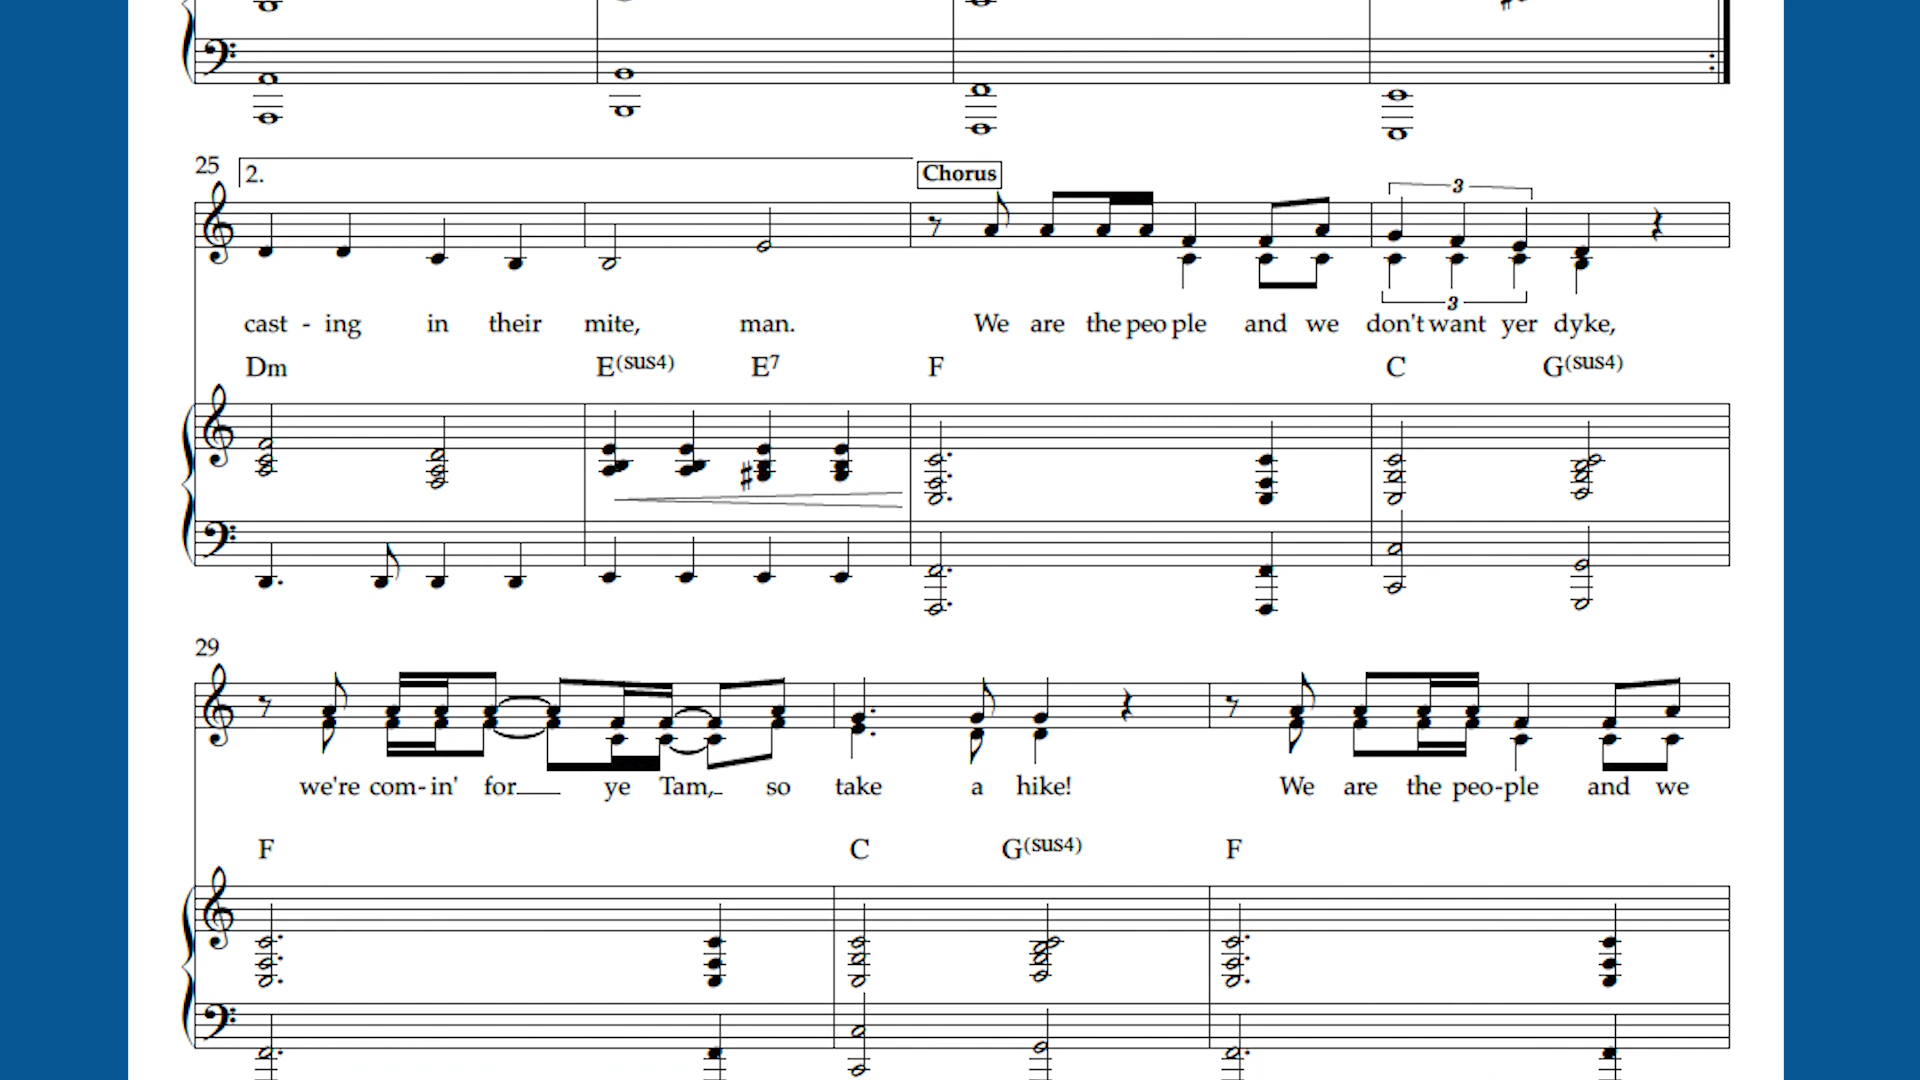 25
2.
Chorus
3
3
cast - ing in their mite, man. We are the peo ple and we don't want yer dyke,
Dm E(sus4) E7 F C G(sus4)
29
we're com- in' for ye Tam, so take a hike! We are the peo-ple and we
F C G(sus4) F